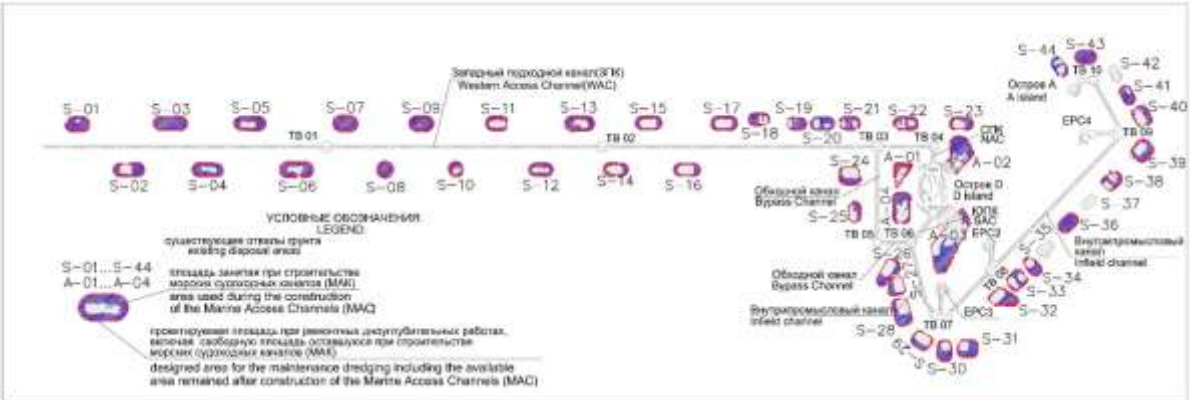 S-44 S-43
S-42
TB 10
Остров А
A island
S-41
S-40
Западный подходной канал(ЗПК)
Western Access Channel(WAC)
S-01 S-03 S-05 S-07 S-09 S-11 S-13 S-15 S-17 S-19 S-21 S-22 S-23
S-18
S-20
EPC4
TB 09
TB 01
TB 02
TB 03 TB 04
NAC
S-39
S-24
A-01
A-02
S-02 S-04 S-06 S-08 S-10 S-12 S-14 S-16
S-38
Обходной канал
Bypass Channel
Остров D
D Island
S-37
S-25
A-04
ЮПК
SAC
S-36
TB 05 TB 06
A-03
EPC2
S-35
Внутрипромысловый
канал
Infield channel
S-26
S-34
Обходной канал
Bypass Channel
S-27
TB 08
S-33
Внутрипромысловый канал
Infield channel
EPC3
S-32
TB 07
S-28
S-29
S-31
S-30
УСЛОВНЫЕ ОБОЗНАЧЕНИЯ
LEGEND:
существующие отвалы грунта
existing disposal areas
S-01...S-44
A-01...A-04
площадь занятая при строительстве
морских судоходных каналов (МАК)
area used during the construction
of the Marine Access Channels (MAC)
проектируемая площадь при ремонтных дноуглубительных работах,
включая свободную площадь оставшуюся при строительстве
морских судоходных каналов (МАК)
designed area for the maintenance dredging including the available
area remained after construction of the Marine Access Channels (MAC)